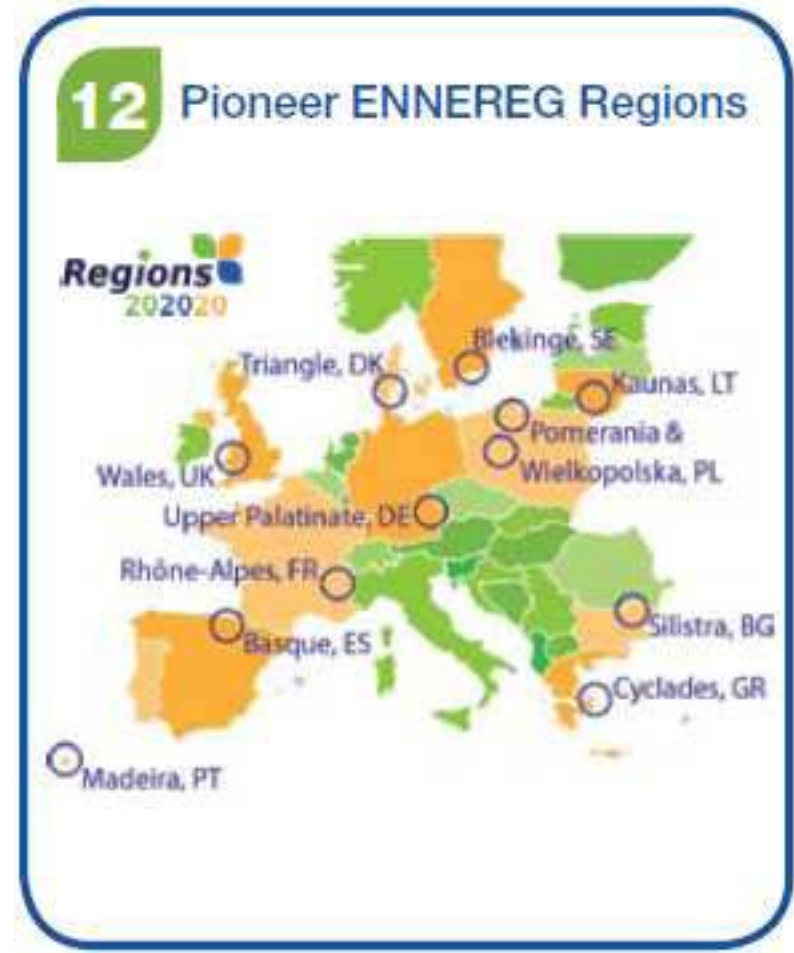 12 Pioneer ENNEREG Regions
Regions
202020
Blekinge, SE
Triangle, DK
Kaunas, LT
Pomerania &
Wielkopolska, PL
Wales, UK
Upper Palatinate, DE
Rhône-Alpes, FR
Silistra, BG
Basque, ES
Cyclades, GR
Madeira, PT